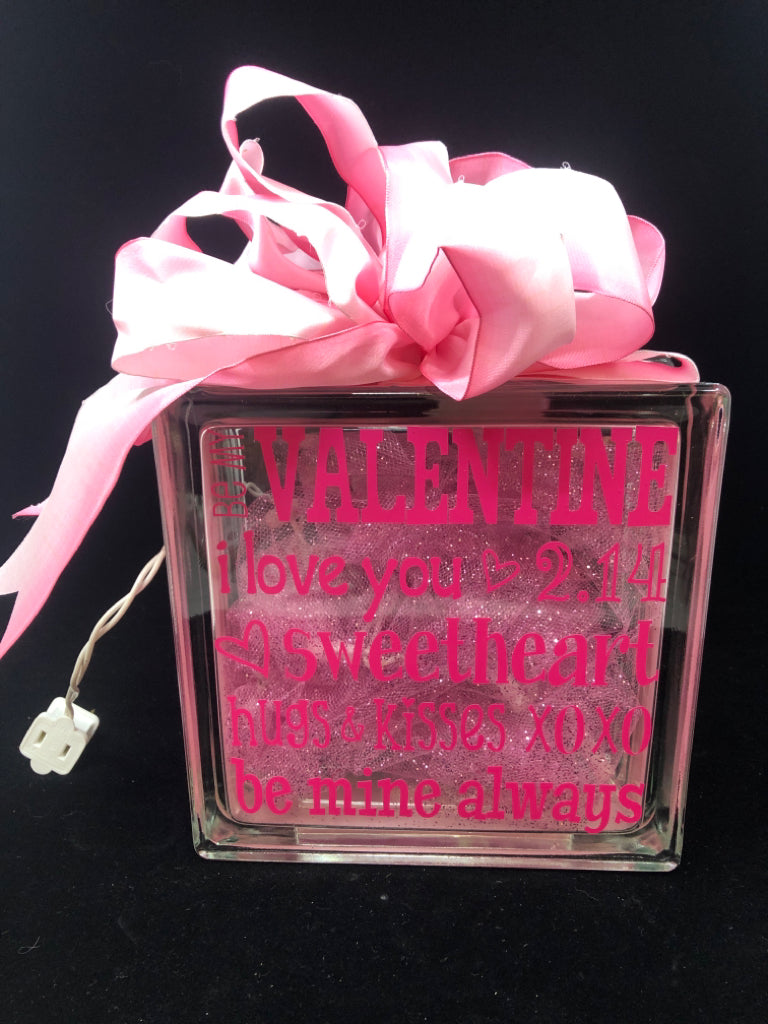 Be my VALENTINE
i love you 2.14
sweetheart
hugs & kisses xoxo
be mine always